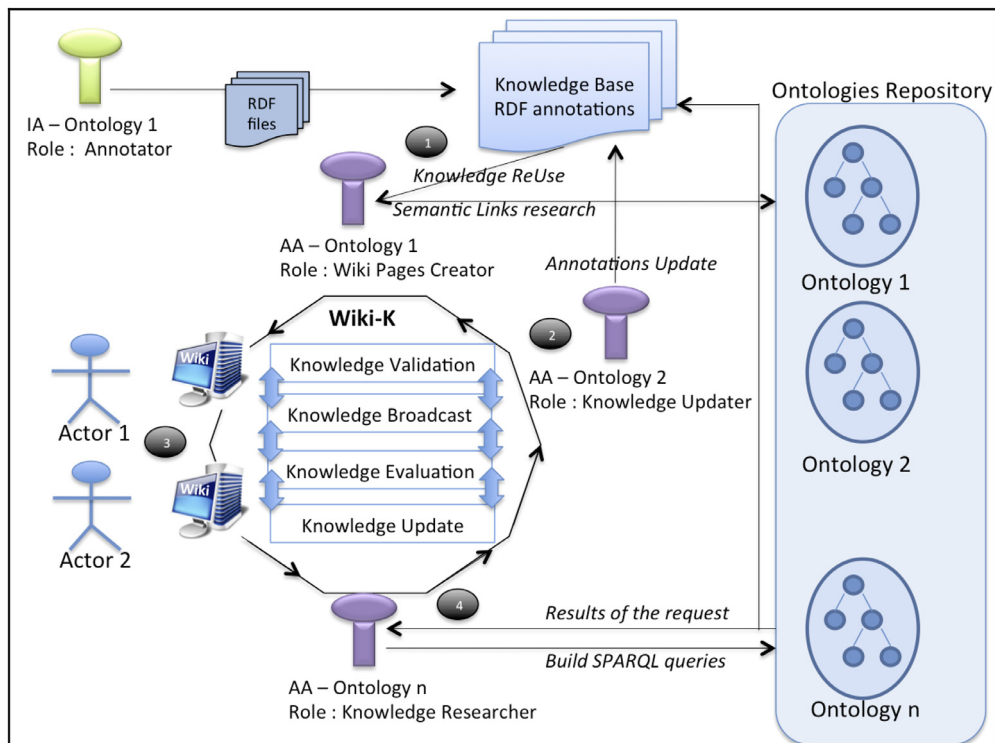 Knowledge Base
RDF annotations
Ontologies Repository
RDF
files
IA – Ontology 1
Role : Annotator
1
Knowledge ReUse
Semantic Links research
AA – Ontology 1
Role : Wiki Pages Creator
Annotations Update
Ontology 1
Wiki-K
2
Wiki
Knowledge Validation
AA – Ontology 2
Role : Knowledge Updater
Knowledge Broadcast
Actor 1
3
Knowledge Evaluation
Ontology 2
Wiki
Knowledge Update
Actor 2
4
Results of the request
Build SPARQL queries
AA – Ontology n
Role : Knowledge Researcher
Ontology n